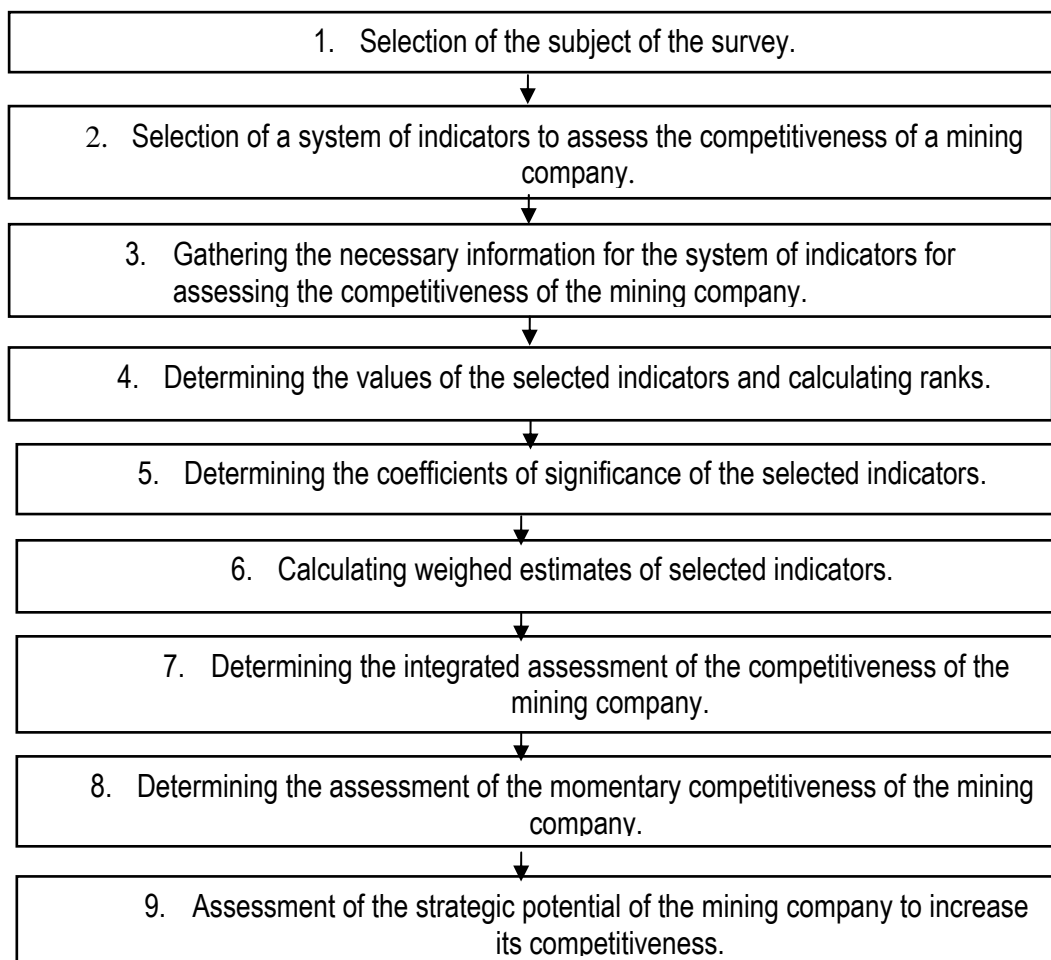 1. Selection of the subject of the survey.
2. Selection of a system of indicators to assess the competitiveness of a mining
company.
3. Gathering the necessary information for the system of indicators for
assessing the competitiveness of the mining company.
4. Determining the values of the selected indicators and calculating ranks.
5. Determining the coefficients of significance of the selected indicators.
6. Calculating weighed estimates of selected indicators.
7. Determining the integrated assessment of the competitiveness of the
mining company.
8. Determining the assessment of the momentary competitiveness of the mining
company.
9. Assessment of the strategic potential of the mining company to increase
its competitiveness.